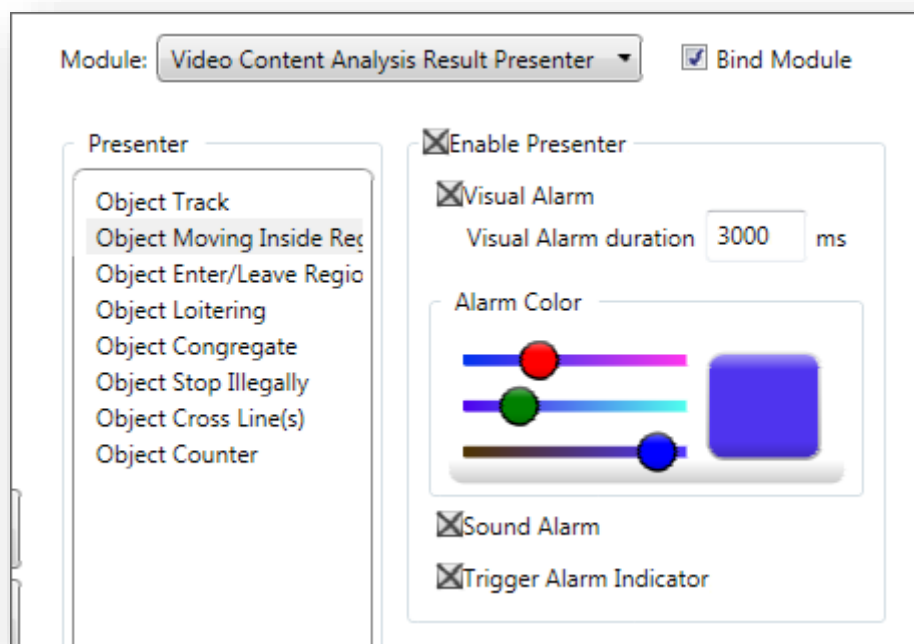 Module: Video Content Analysis Result Presenter Bind Module
Presenter
Object Track
Object Moving Inside Reg
Object Enter/Leave Regio
Object Loitering
Object Congregate
Object Stop Illegally
Object Cross Line(s)
Object Counter
Enable Presenter
Visual Alarm
Visual Alarm duration 3000 ms
Alarm Color
Sound Alarm
Trigger Alarm Indicator